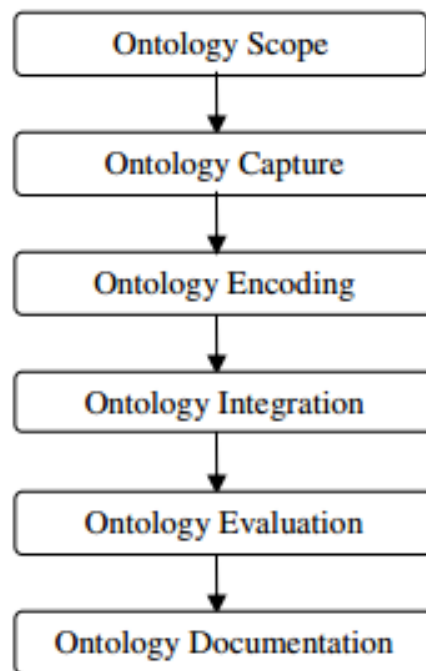 Ontology Scope
Ontology Capture
Ontology Encoding
Ontology Integration
Ontology Evaluation
Ontology Documentation